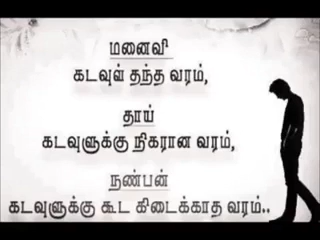 மனைவி
கடவுள் தந்த வரம்,
தாய்
கடவுளுக்கு நிகரான வரம்,
நண்பன்
கடவுளுக்கு கூட கிடைக்காத வரம்..